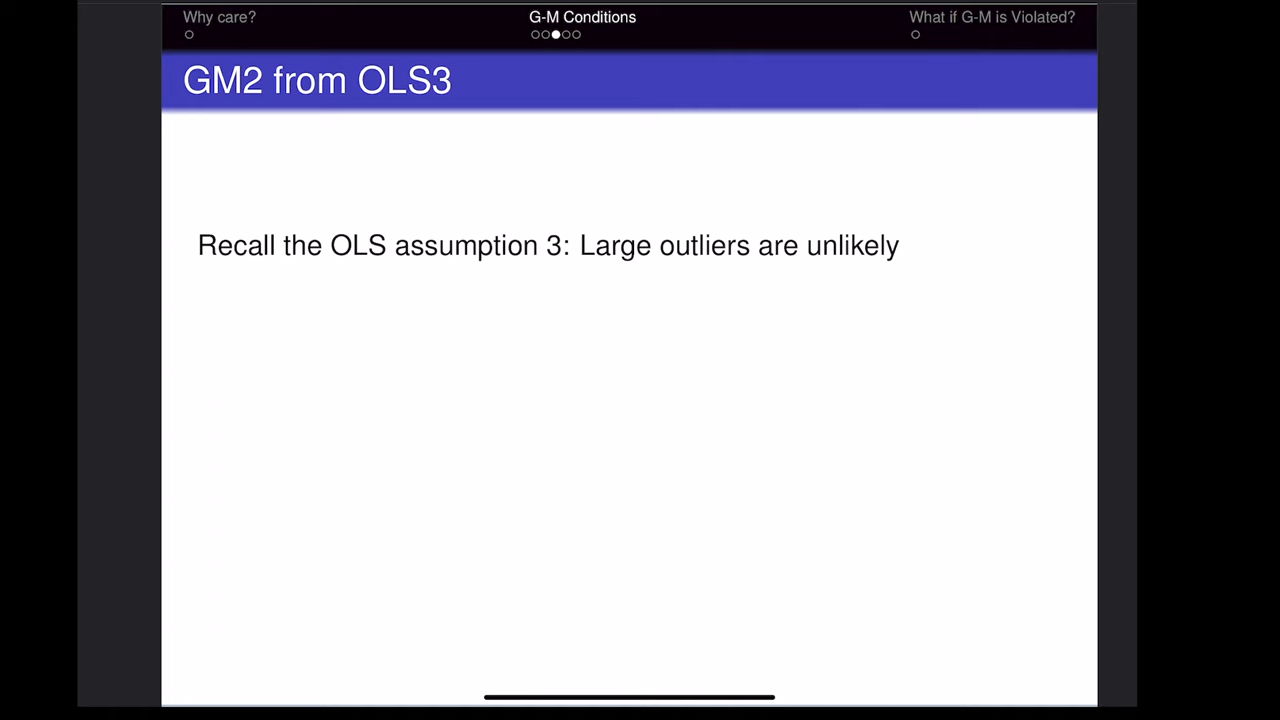 Why care?
G-M Conditions
What if G-M is Violated?
GM2 from OLS3
Recall the OLS assumption 3: Large outliers are unlikely